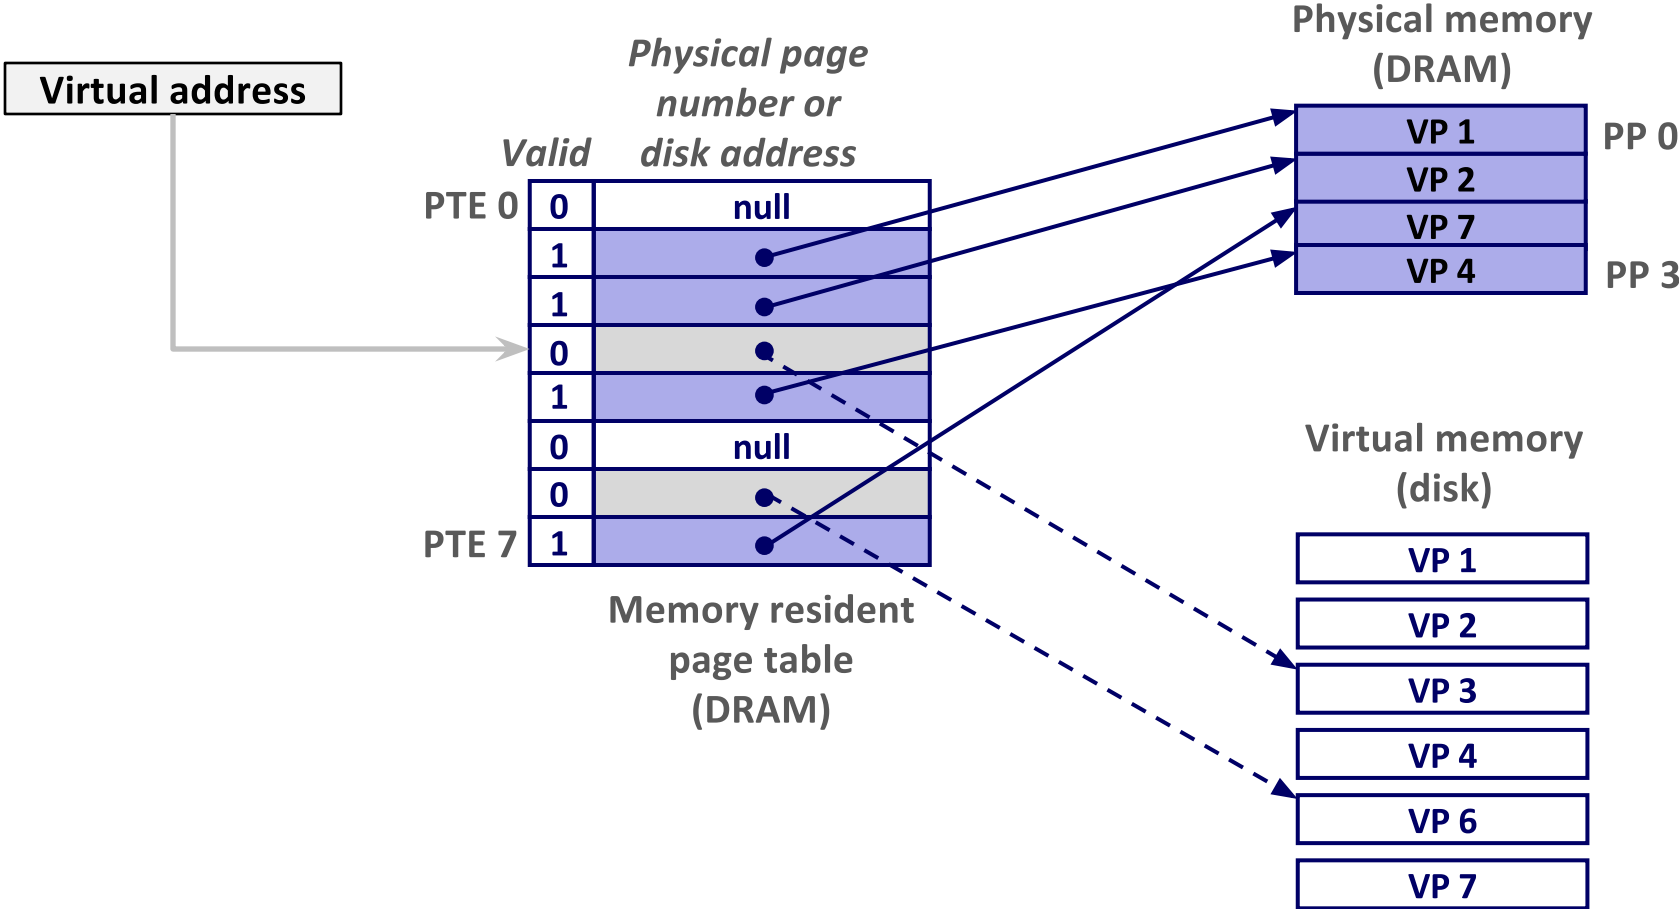 Physical memory
(DRAM)
Physical page
number or
disk address
Virtual address
Valid
VP 1
PP 0
VP 2
VP 7
VP 4
PP 3
PTE 0
0
null
1
1
0
1
0
null
0
PTE 7
1
Memory resident
page table
(DRAM)
Virtual memory
(disk)
VP 1
VP 2
VP 3
VP 4
VP 6
VP 7